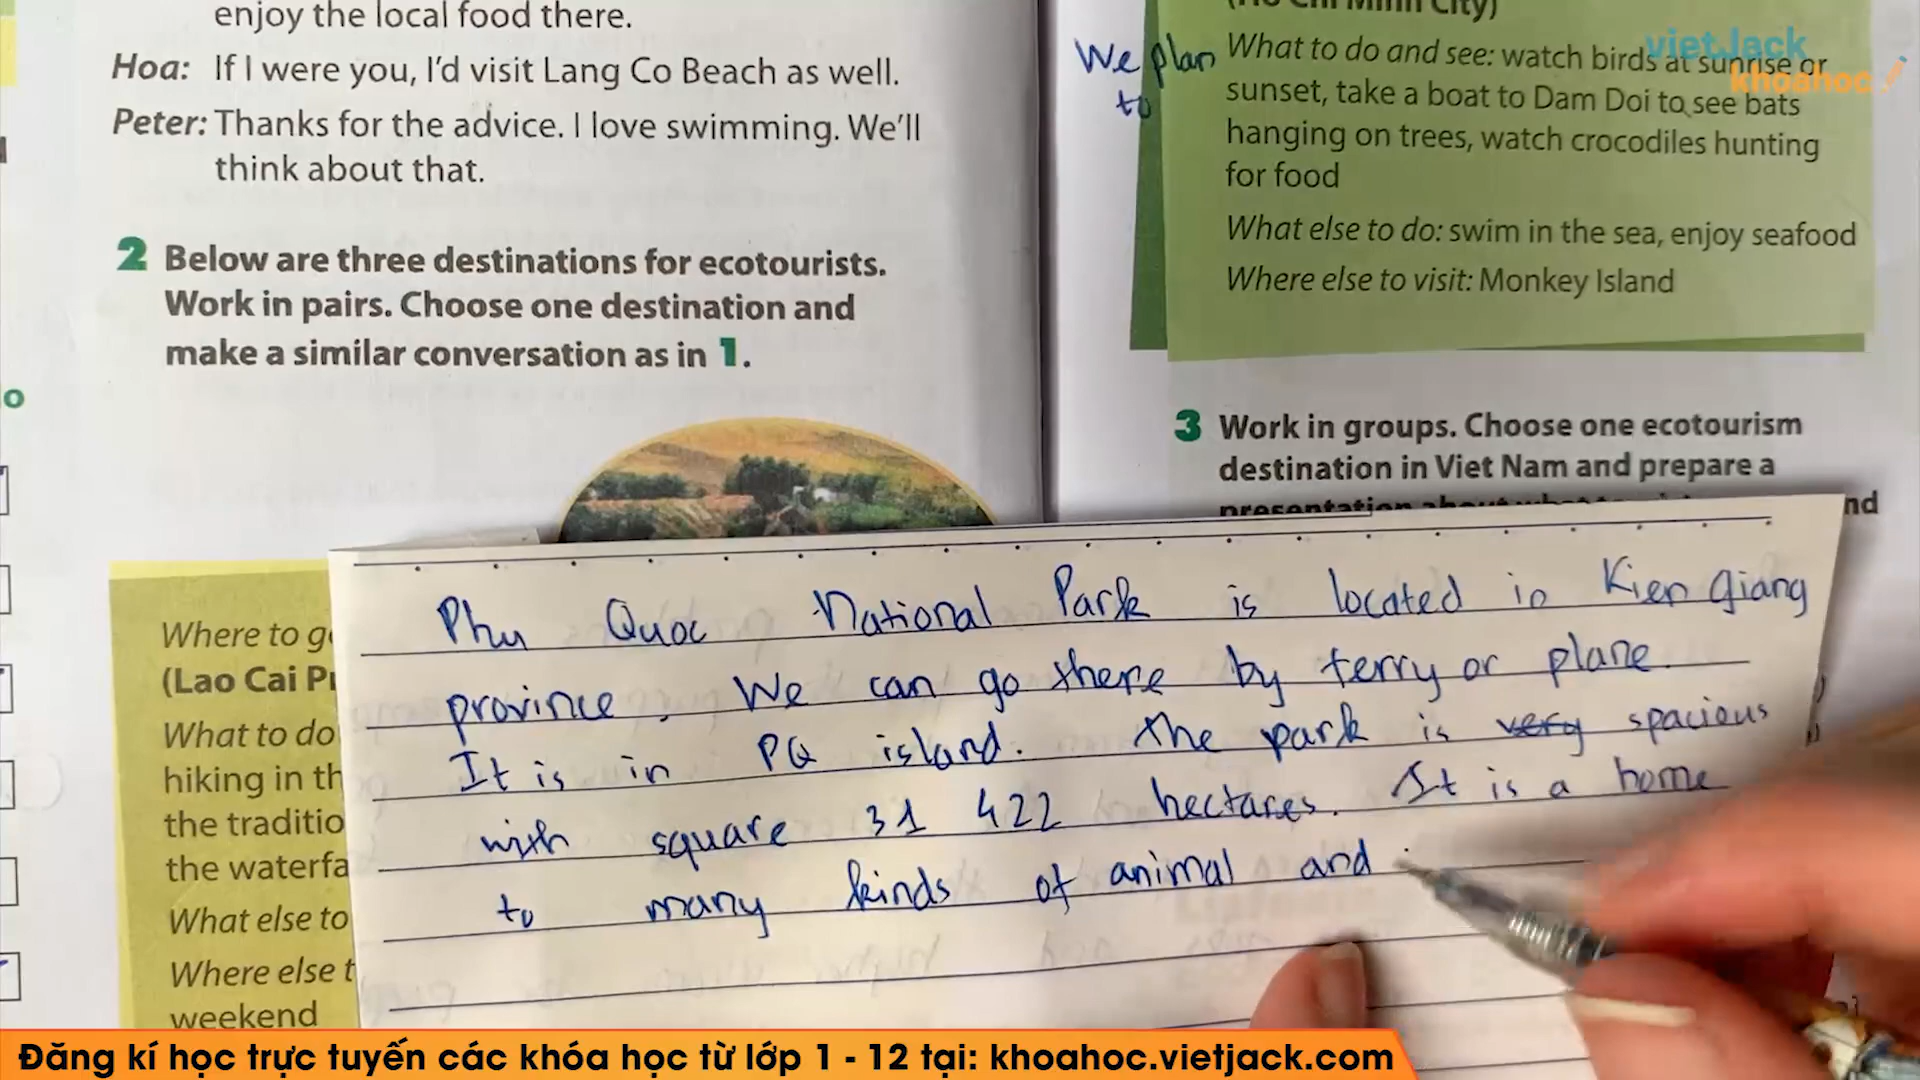 enjoy the local food there.
Hoa: If I were you, I'd visit Lang Co Beach as well.
Peter: Thanks for the advice. I love swimming. We'll
think about that.
2 Below are three destinations for ecotourists.
Work in pairs. Choose one destination and
make a similar conversation as in 1.
Where to g
(Lao Cai P
What to do
hiking in th
the traditio
the waterfa
What else to
Where else t
weekend
We plan
to
What to do and see: watch birds at sunrise or
sunset, take a boat to Dam Doi to see bats
hanging on trees, watch crocodiles hunting
for food
What else to do: swim in the sea, enjoy seafood
Where else to visit: Monkey Island
vietJack
khoahoc
3 Work in groups. Choose one ecotourism
destination in Viet Nam and prepare a
nd
Phu Quoc National Park is located in Kien Giang
province. We can go there by ferry or plane.
It is in PQ island. The park is very spacious
with square 31 422 hectares. It is a home
to many kinds of animal and
Đăng kí học trực tuyến các khóa học từ lớp 1 - 12 tại: khoahoc.vietjack.com